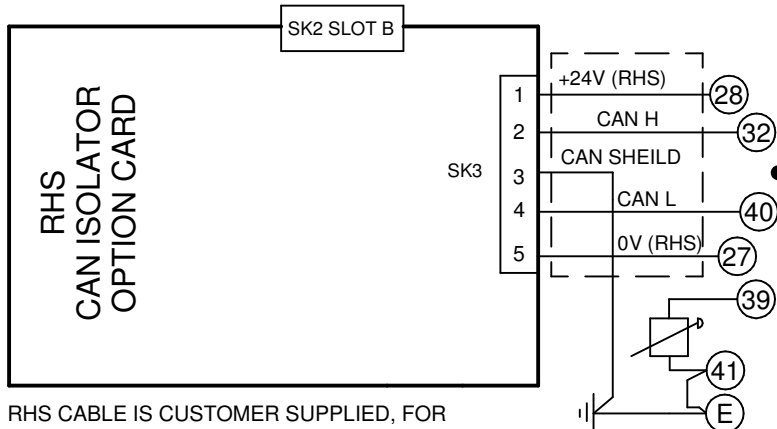 SK2 SLOT B
RHS
CAN ISOLATOR
OPTION CARD
SK3
1
+24V (RHS)
28
2
CAN H
32
3
CAN SHEILD
4
CAN L
40
5
0V (RHS)
27
39
41
E
RHS CABLE IS CUSTOMER SUPPLIED, FOR